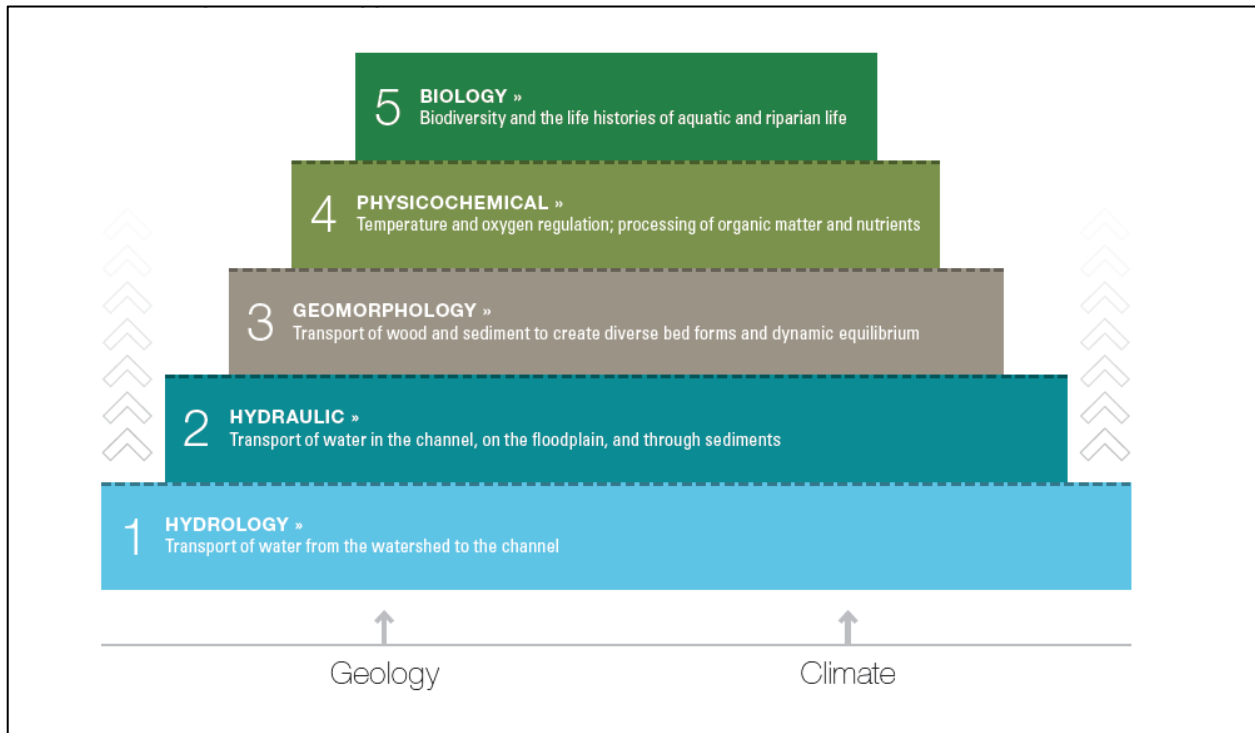 5
BIOLOGY »
Biodiversity and the life histories of aquatic and riparian life
4
PHYSICOCHEMICAL »
Temperature and oxygen regulation; processing of organic matter and nutrients
3
GEOMORPHOLOGY »
Transport of wood and sediment to create diverse bed forms and dynamic equilibrium
2
HYDRAULIC »
Transport of water in the channel, on the floodplain, and through sediments
1
HYDROLOGY »
Transport of water from the watershed to the channel
Geology
Climate